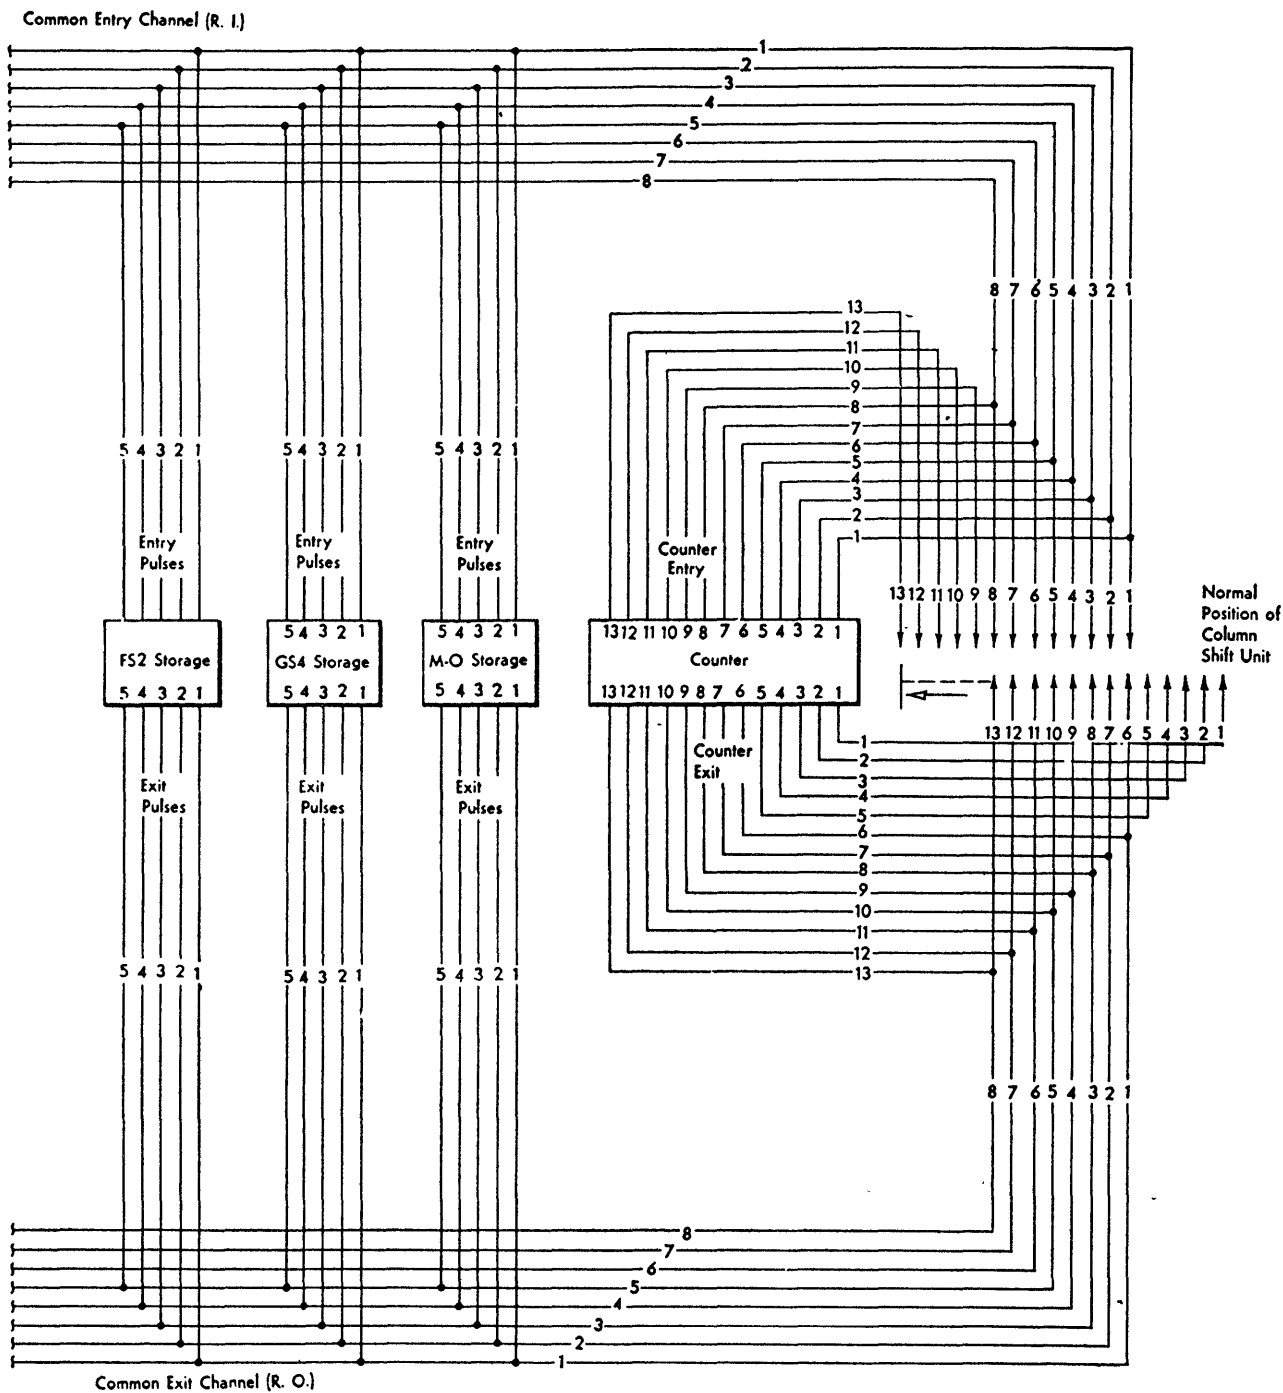 Common Entry Channel (R. I.)
1
2
3
4
5
6
7
8
8 7 6 5 4 3 2 1
13
12
11
10
9
8
7
6
5
4
3
2
1
5 4 3 2 1
5 4 3 2 1
5 4 3 2 1
Entry
Pulses
Entry
Pulses
Entry
Pulses
Counter
Entry
13 12 11 10 9 8 7 6 5 4 3 2 1
Normal
Position of
Column
Shift Unit
FS2 Storage
5 4 3 2 1
5 4 3 2 1
GS4 Storage
5 4 3 2 1
5 4 3 2 1
M-O Storage
5 4 3 2 1
13 12 11 10 9 8 7 6 5 4 3 2 1
Counter
13 12 11 10 9 8 7 6 5 4 3 2 1
13 12 11 10 9 8 7 6 5 4 3 2 1
Counter
Exit
1
2
3
4
5
6
7
8
9
10
11
12
13
Exit
Pulses
Exit
Pulses
Exit
Pulses
5 4 3 2 1
5 4 3 2 1
5 4 3 2 1
8 7 6 5 4 3 2 1
8
7
6
5
4
3
2
1
Common Exit Channel (R. O.)